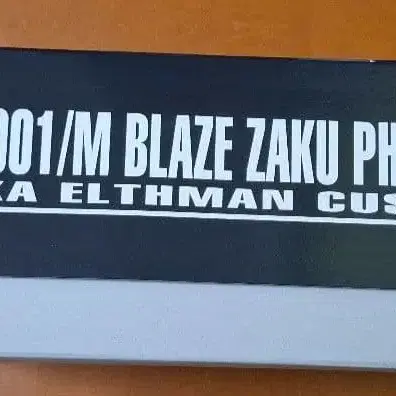 001/M BLAZE ZAKU PH
KA ELTHMAN CUS